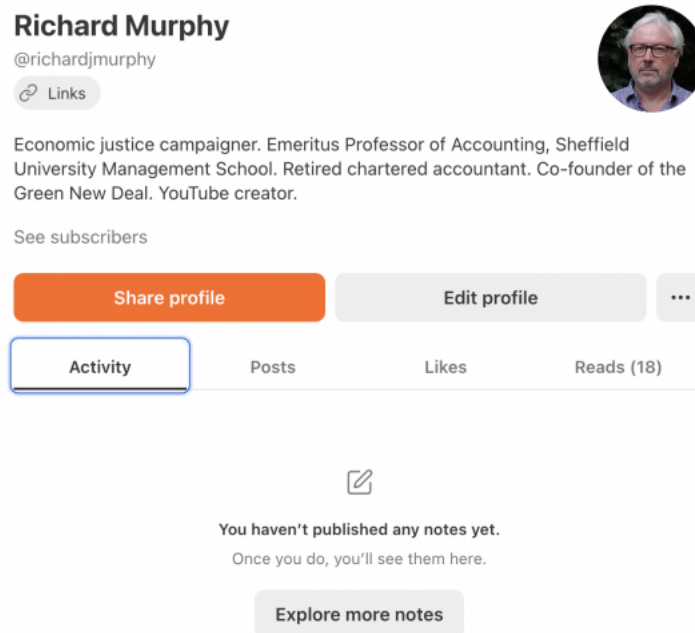 Richard Murphy
@richardjmurphy
Links
Economic justice campaigner. Emeritus Professor of Accounting, Sheffield
University Management School. Retired chartered accountant. Co-founder of the
Green New Deal. YouTube creator.
See subscribers
Share profile
Edit profile
Activity
Posts
Likes
Reads (18)
You haven’t published any notes yet.
Once you do, you’ll see them here.
Explore more notes